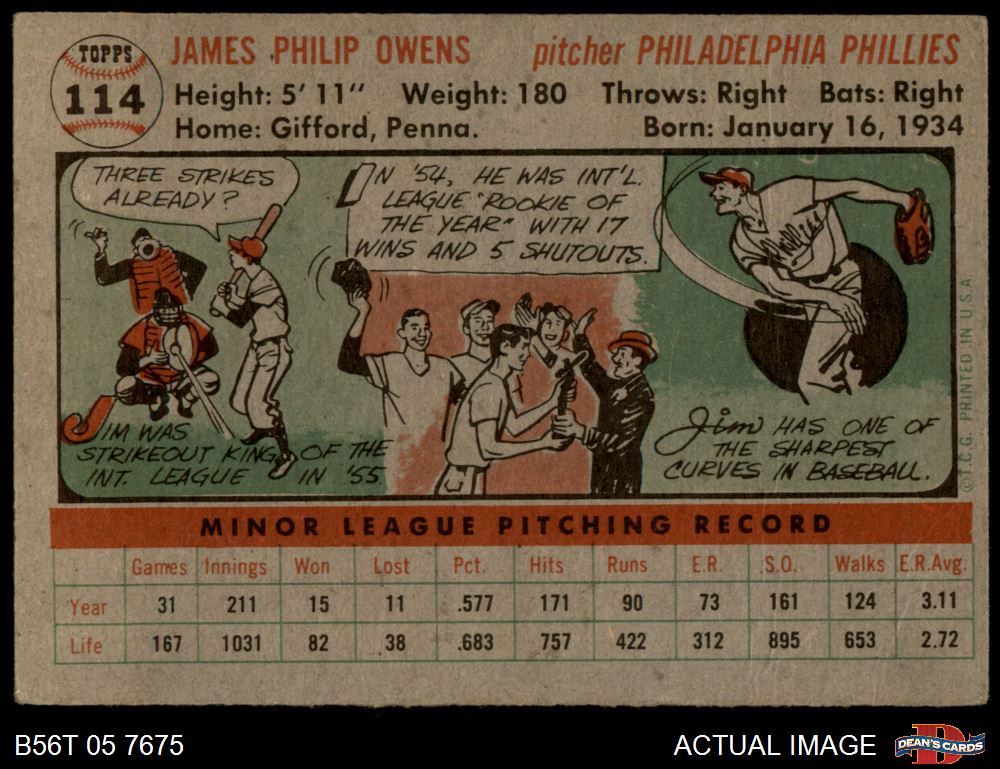 TOPPS
114
JAMES PHILIP OWENS pitcher PHILADELPHIA PHILLIES
Height: 5' 11" Weight: 180 Throws: Right Bats: Right
Home: Gifford, Penna. Born: January 16, 1934
THREE STRIKES
ALREADY?
JIM WAS
STRIKEOUT KING OF THE
INT. LEAGUE IN '55
IN '54, HE WAS INT'L.
LEAGUE "ROOKIE OF
THE YEAR" WITH 17
WINS AND 5 SHUTOUTS.
Phillies
Jim HAS ONE OF
THE SHARPEST
CURVES IN BASEBALL.
©T.C.G. PRINTED IN U.S.A.
MINOR LEAGUE PITCHING RECORD
Games Innings Won Lost Pct. Hits Runs E.R. S.O. Walks E.R.Avg.
Year 31 211 15 11 .577 171 90 73 161 124 3.11
Life 167 1031 82 38 .683 757 422 312 895 653 2.72
B56T 05 7675
ACTUAL IMAGE
D
DEAN'S CARDS